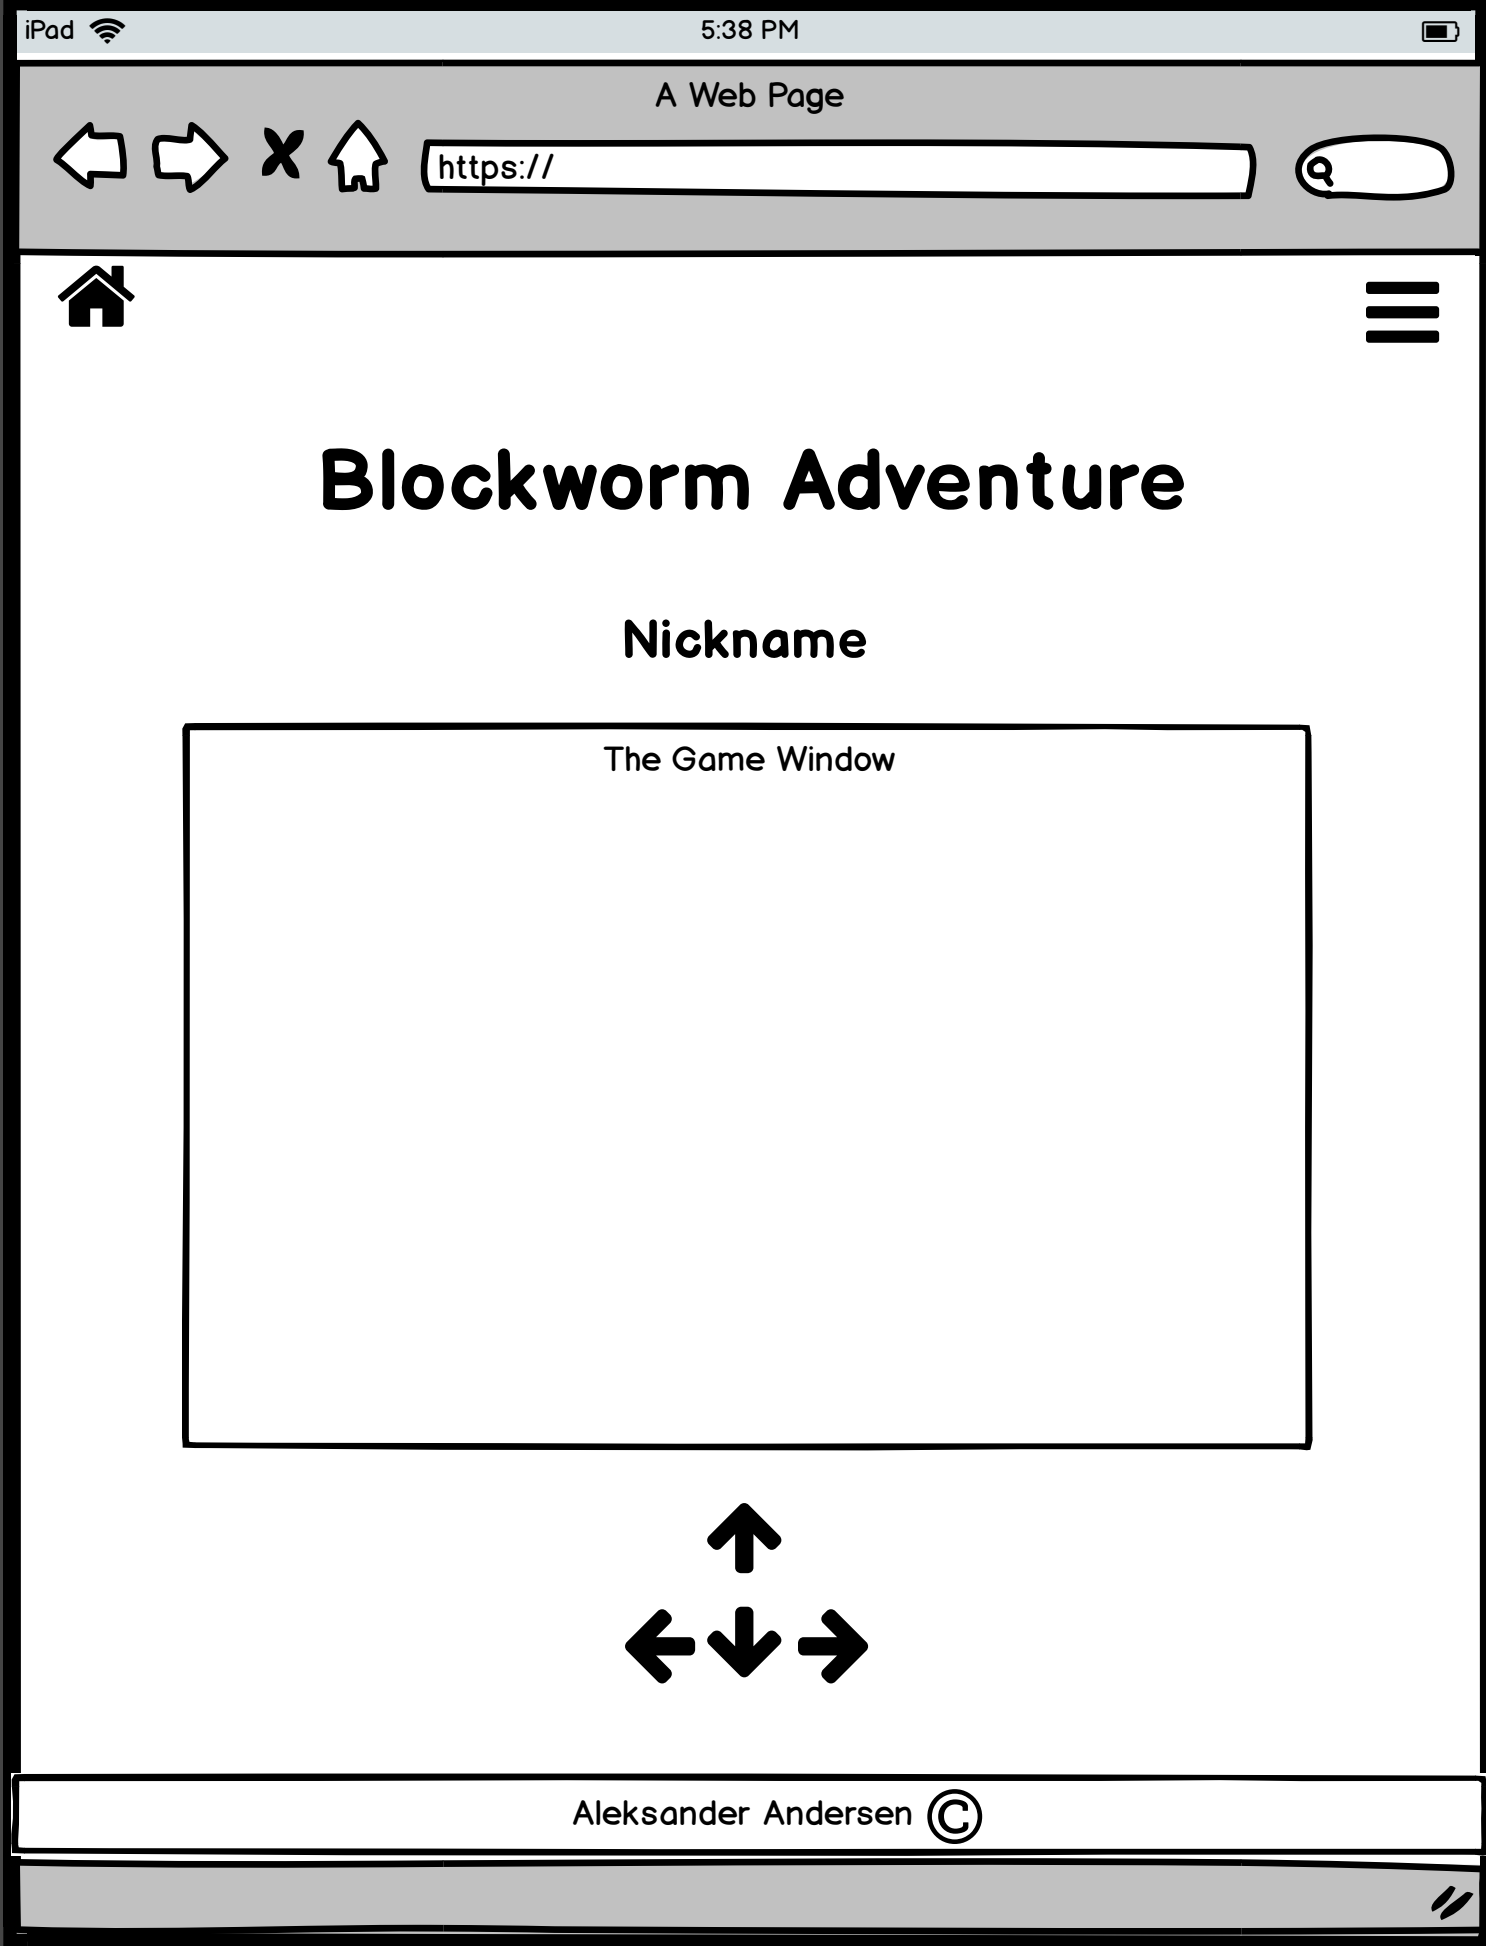 iPad
5:38 PM
A Web Page
https://
Blockworm Adventure
Nickname
The Game Window
Aleksander Andersen ©